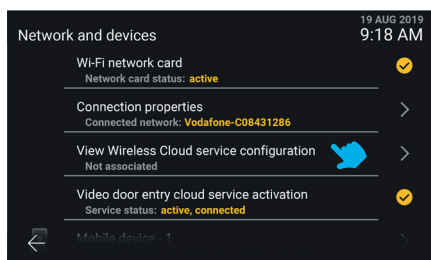 19 AUG 2019
Network and devices 9:18 AM
Wi-Fi network card
Network card status: active
Connection properties
Connected network: Vodafone-C08431286
View Wireless Cloud service configuration
Not associated
Video door entry cloud service activation
Service status: active, connected
Mobile device - 1